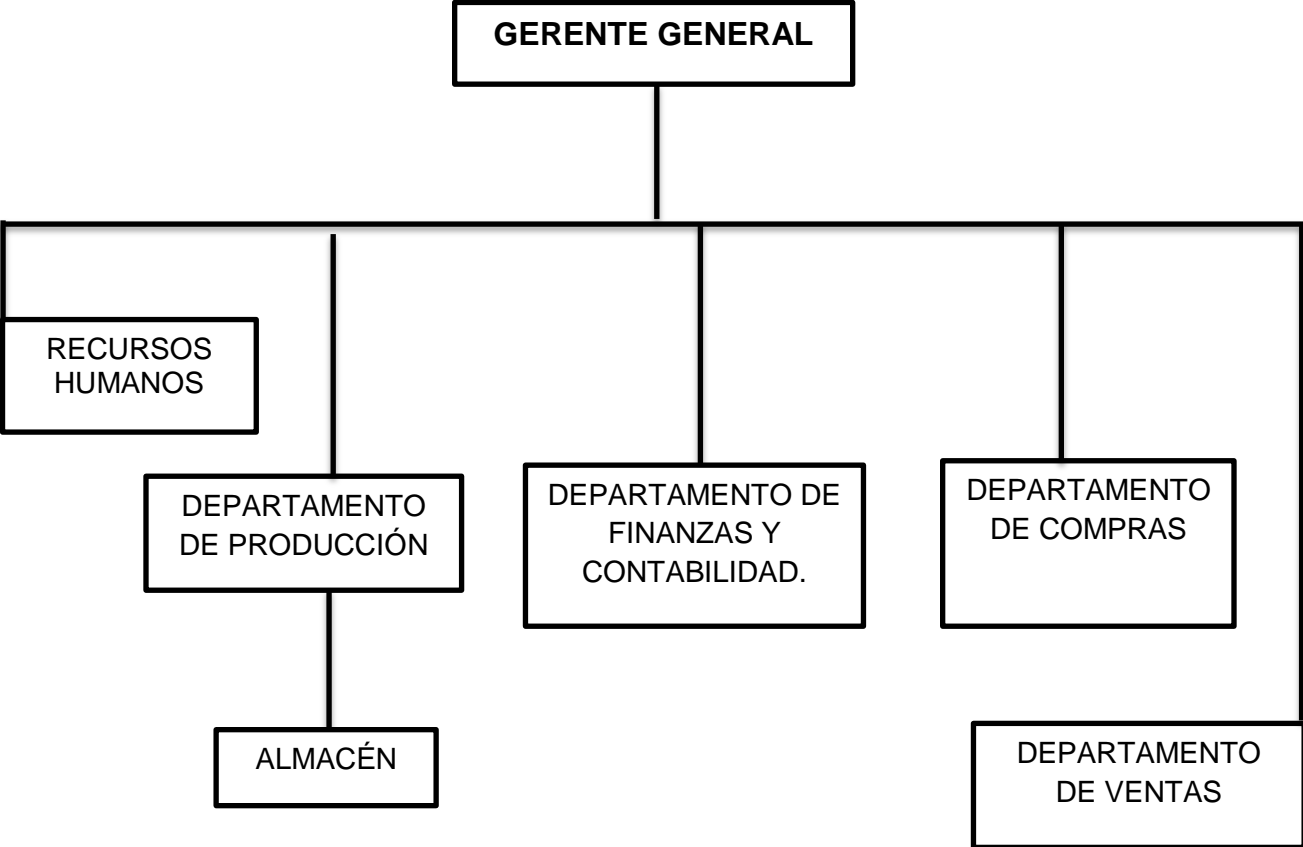 GERENTE GENERAL
RECURSOS
HUMANOS
DEPARTAMENTO
DE PRODUCCIÓN
DEPARTAMENTO DE
FINANZAS Y
CONTABILIDAD.
DEPARTAMENTO
DE COMPRAS
ALMACÉN
DEPARTAMENTO
DE VENTAS